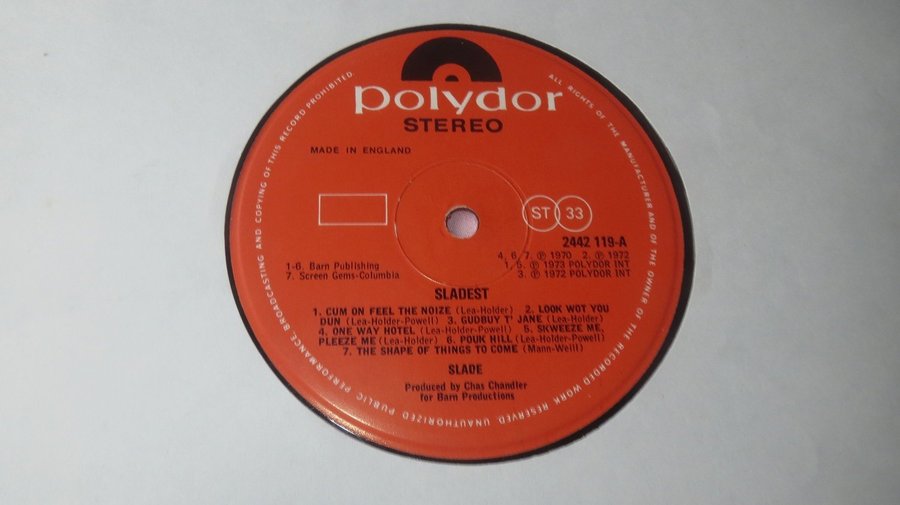 polydor
STEREO
MADE IN ENGLAND
ST 33
2442 119-A
4, 6, 7. ℗ 1970 2. ℗ 1972
1, 5. ℗ 1973 POLYDOR INT
3. ℗ 1972 POLYDOR INT
1-6. Barn Publishing
7. Screen Gems-Columbia
SLADEST
1. CUM ON FEEL THE NOIZE (Lea-Holder) 2. LOOK WOT YOU
DUN (Lea-Holder-Powell) 3. GUDBUY T' JANE (Lea-Holder)
4. ONE WAY HOTEL (Lea-Holder-Powell) 5. SKWEEZE ME,
PLEEZE ME (Lea-Holder) 6. POUK HILL (Lea-Holder-Powell)
7. THE SHAPE OF THINGS TO COME (Mann-Weill)
SLADE
Produced by Chas Chandler
for Barn Productions
ALL RIGHTS OF THE MANUFACTURER AND OF THE OWNER OF THE RECORDED WORK RESERVED. UNAUTHORIZED PUBLIC PERFORMANCE, BROADCASTING AND COPYING OF THIS RECORD PROHIBITED.